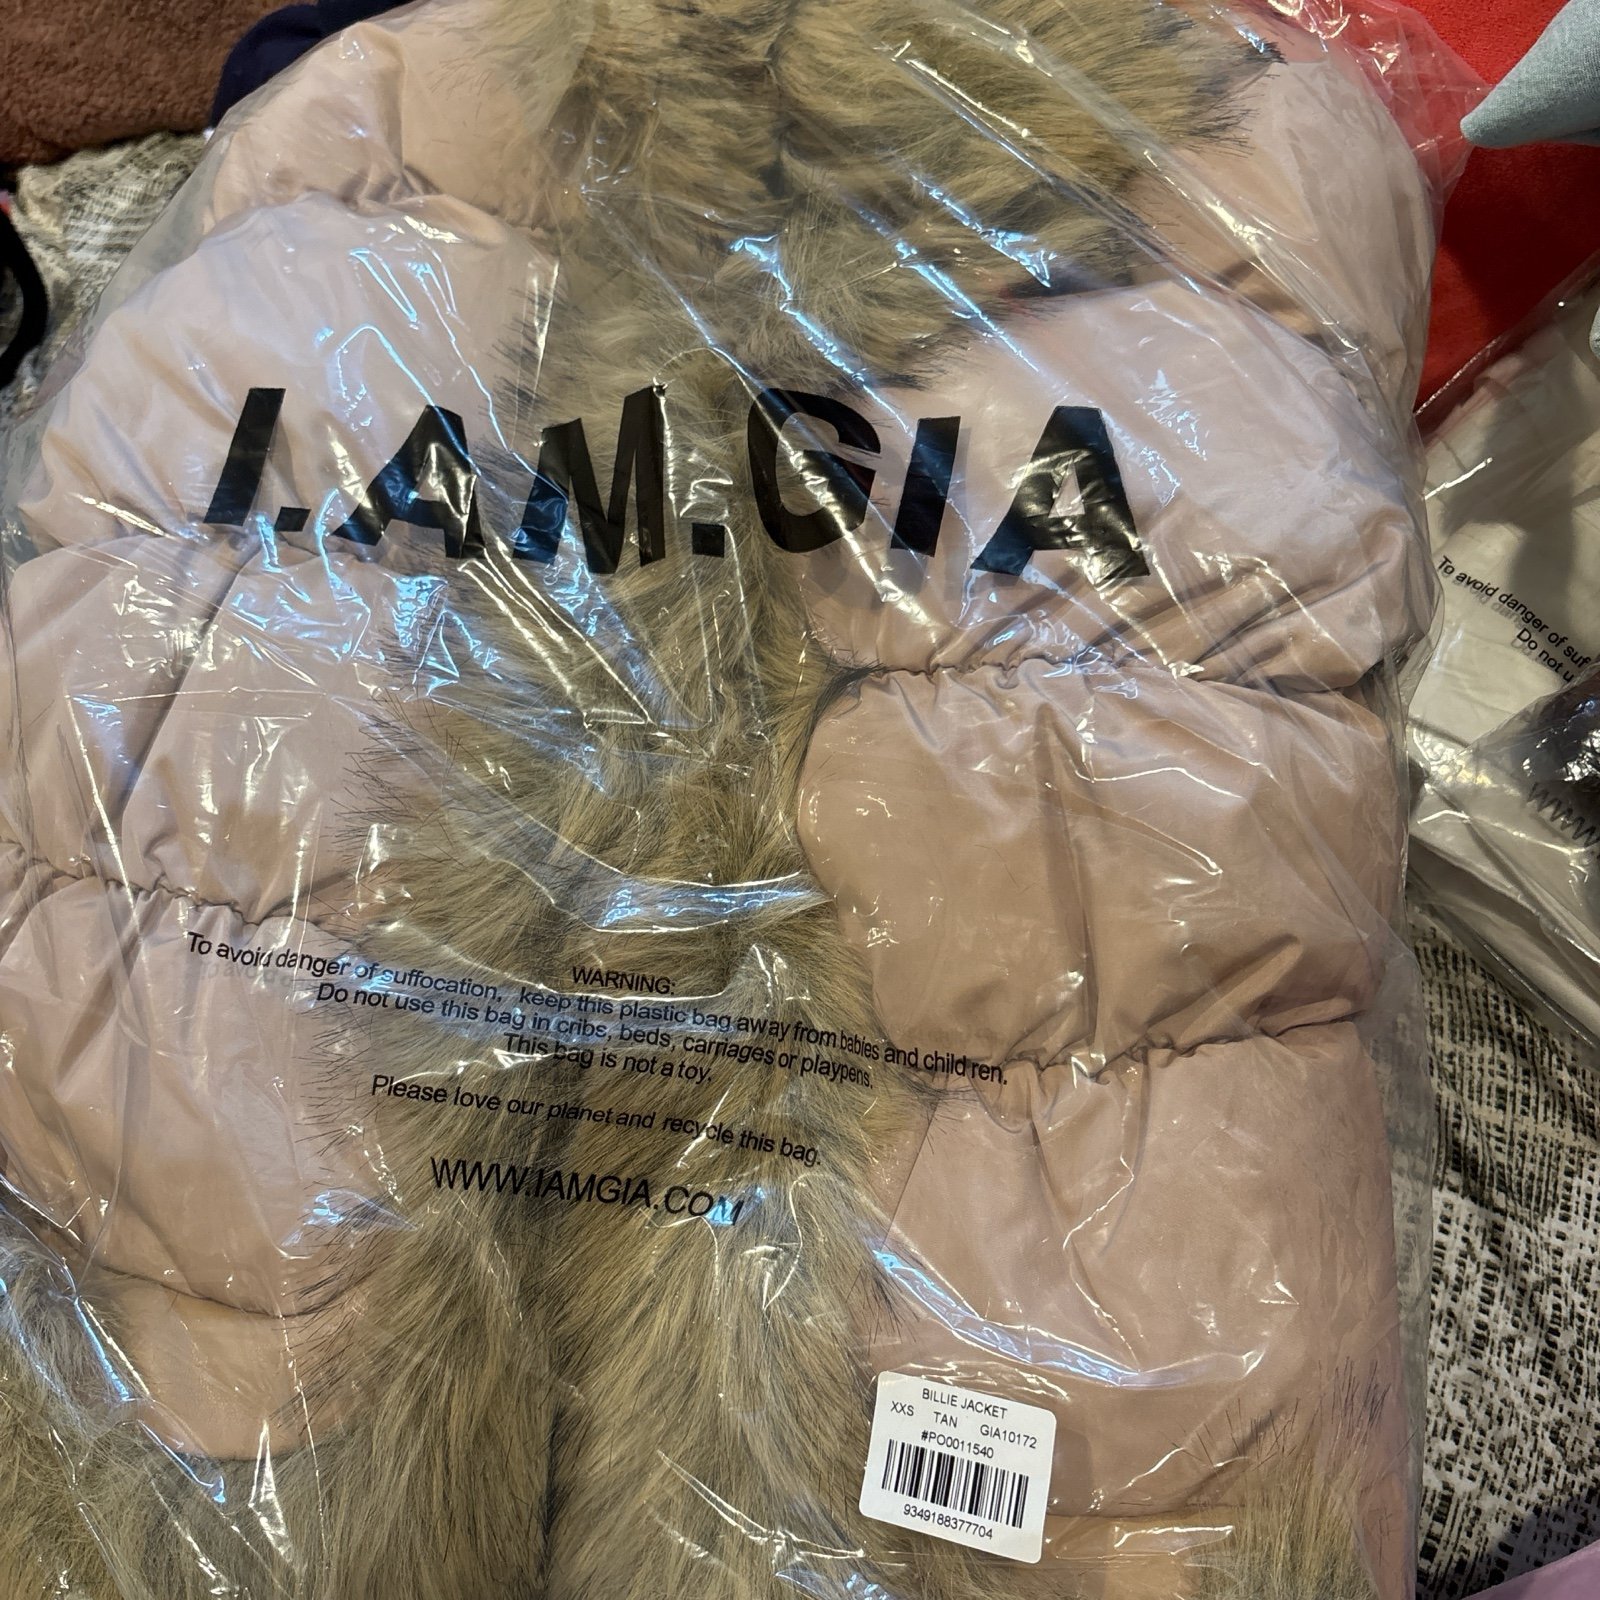 I.AM.GIA
WARNING:
To avoid danger of suffocation, keep this plastic bag away from babies and child ren.
Do not use this bag in cribs, beds, carriages or playpens.
This bag is not a toy.
Please love our planet and recycle this bag.
WWW.IAMGIA.COM
BILLIE JACKET
XXS TAN GIA10172
#PO0011540
9349188377704
To avoid danger of suf
Do not u